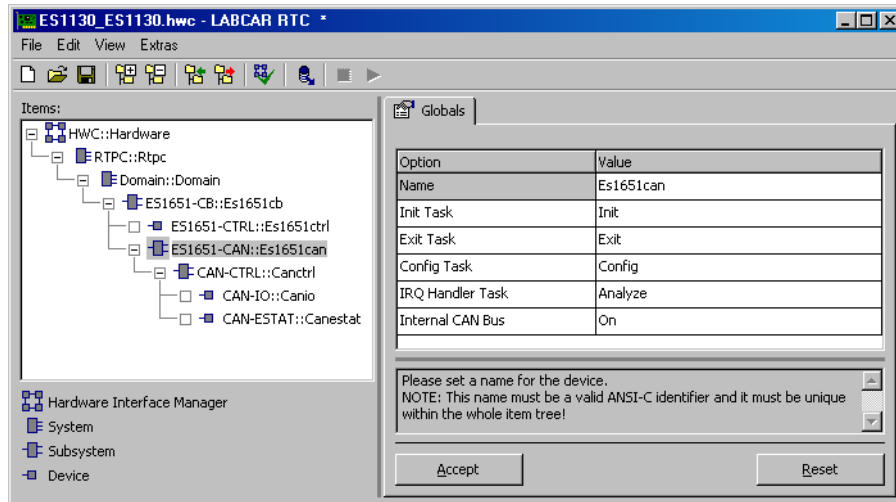 ES1130_ES1130.hwc - LABCAR RTC *
File Edit View Extras
Items:
HWC::Hardware
RTPC::Rtpc
Domain::Domain
ES1651-CB::Es1651cb
ES1651-CTRL::Es1651ctrl
ES1651-CAN::Es1651can
CAN-CTRL::Canctrl
CAN-IO::Canio
CAN-ESTAT::Canestat
Hardware Interface Manager
System
Subsystem
Device
Globals
Option Value
Name Es1651can
Init Task Init
Exit Task Exit
Config Task Config
IRQ Handler Task Analyze
Internal CAN Bus On
Please set a name for the device.
NOTE: This name must be a valid ANSI-C identifier and it must be unique
within the whole item tree!
Accept Reset